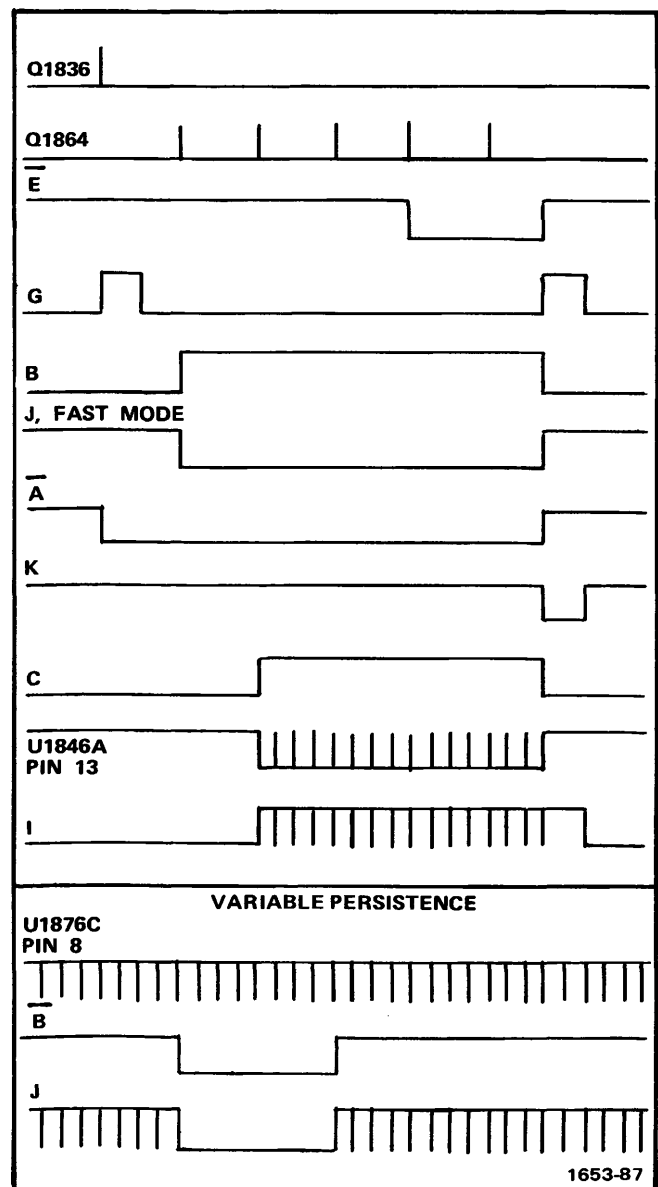 Q1836
Q1864
E̅
G
B
J, FAST MODE
A̅
K
C
U1846A
PIN 13
I
VARIABLE PERSISTENCE
U1876C
PIN 8
B̅
J
1653-87